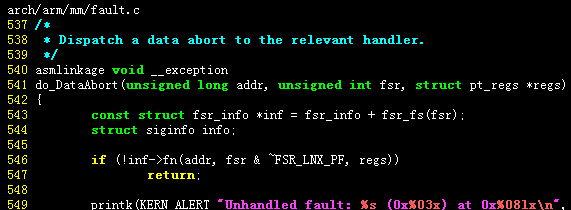 arch/arm/mm/fault.c
537 /*
538  * Dispatch a data abort to the relevant handler.
539  */
540 asmlinkage void __exception
541 do_DataAbort(unsigned long addr, unsigned int fsr, struct pt_regs *regs)
542 {
543         const struct fsr_info *inf = fsr_info + fsr_fs(fsr);
544         struct siginfo info;
545
546         if (!inf->fn(addr, fsr & ~FSR_LNX_PF, regs))
547                 return;
548
549         printk(KERN_ALERT "Unhandled fault: %s (0x%03x) at 0x%08lx\n",